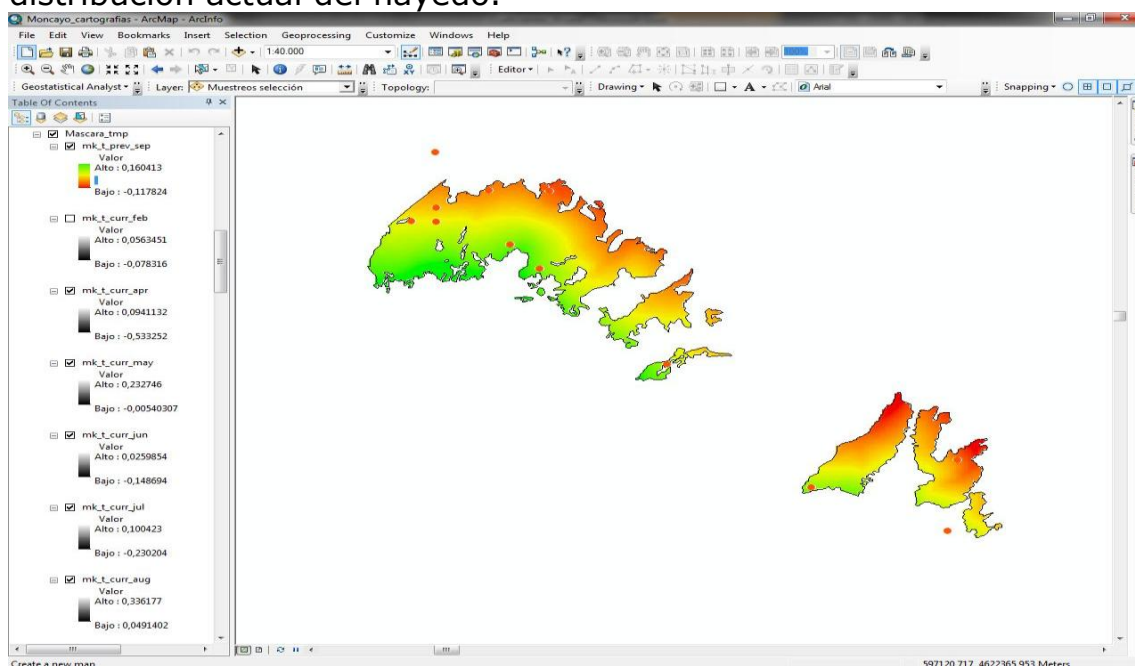 distribución actual del hayedo.
Moncayo_cartografias - ArcMap - ArcInfo
File Edit View Bookmarks Insert Selection Geoprocessing Customize Windows Help
1:40.000
Editor
Geostatistical Analyst Layer: Muestreos selección Topology: Drawing A Arial Snapping
Table Of Contents
Mascara_tmp
mk_t_prev_sep
Valor
Alto : 0,160413
Bajo : -0,117824
mk_t_curr_feb
Valor
Alto : 0,0563451
Bajo : -0,078316
mk_t_curr_apr
Valor
Alto : 0,0941132
Bajo : -0,533252
mk_t_curr_may
Valor
Alto : 0,232746
Bajo : -0,00540307
mk_t_curr_jun
Valor
Alto : 0,0259854
Bajo : -0,148694
mk_t_curr_jul
Valor
Alto : 0,100423
Bajo : -0,230204
mk_t_curr_aug
Valor
Alto : 0,336177
Bajo : 0,0491402
Create a new map 597120,717 4622365,953 Meters